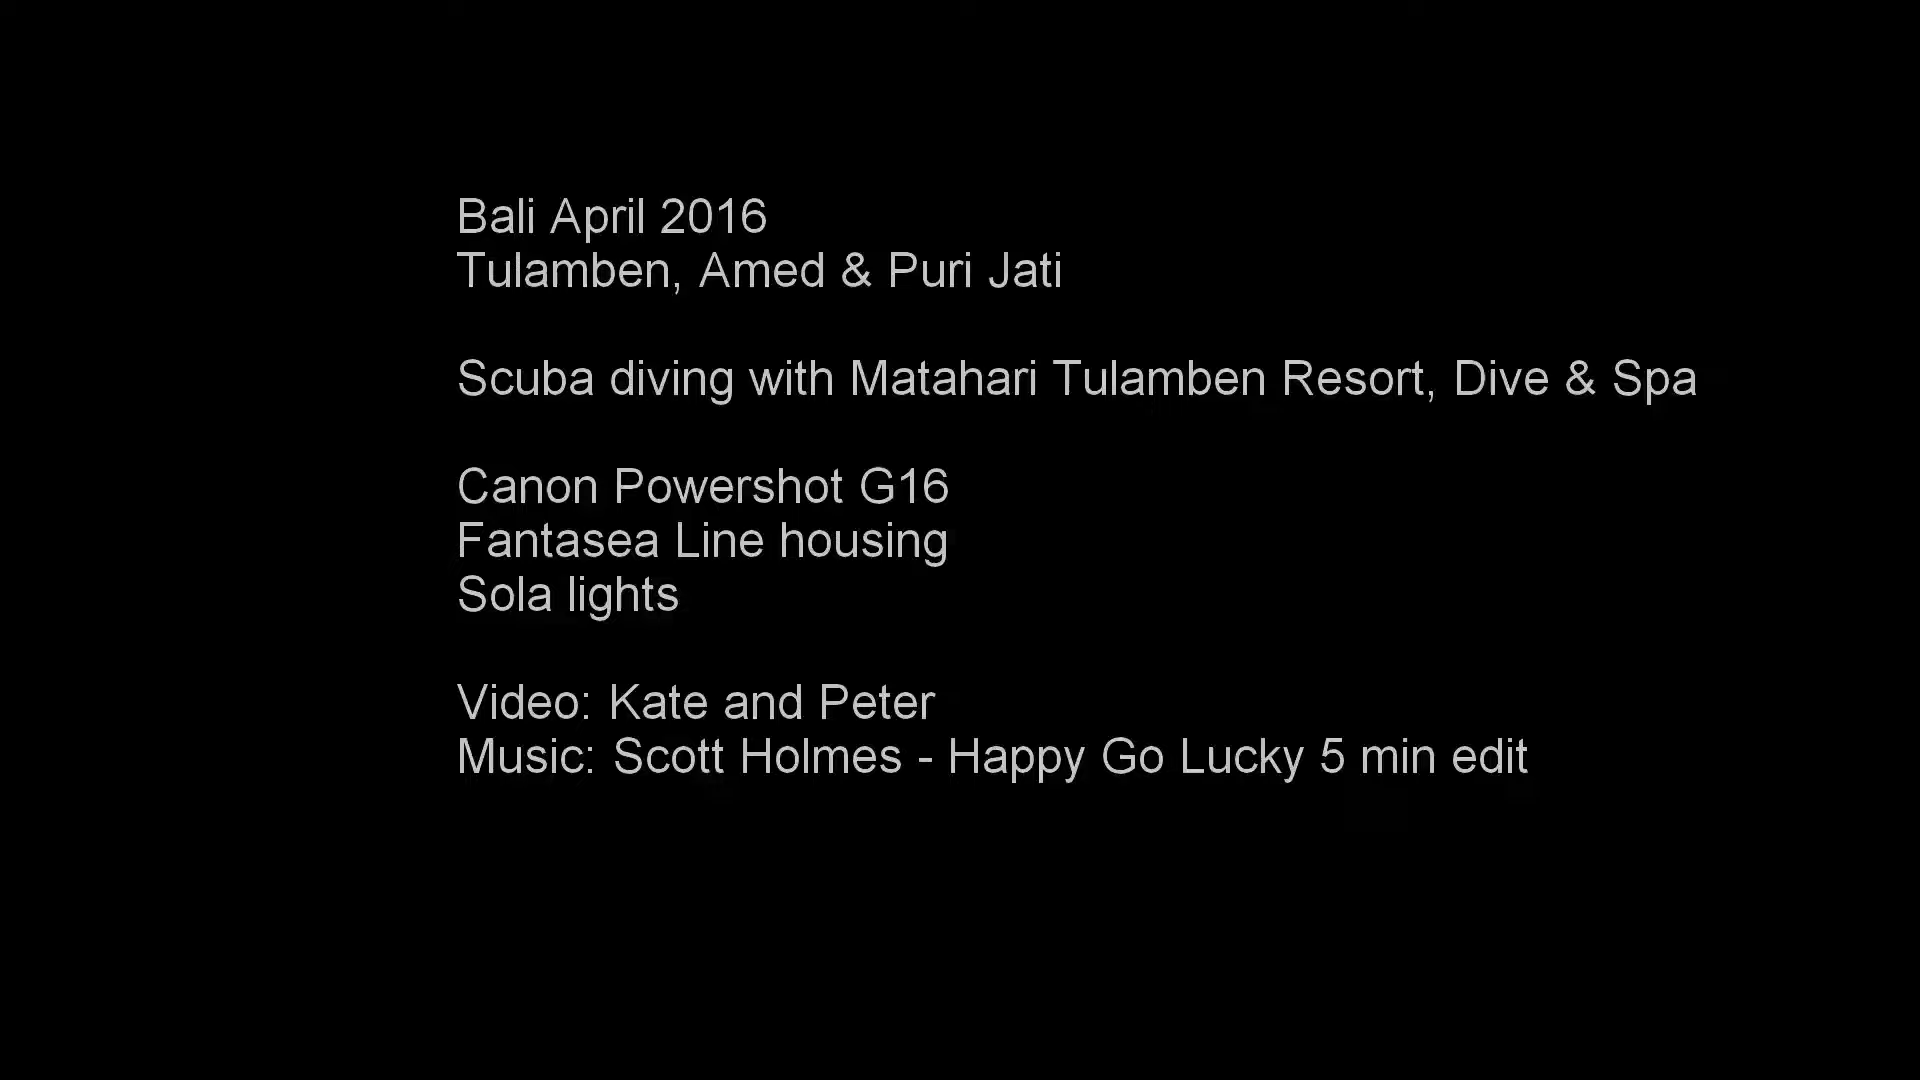 Bali April 2016
Tulamben, Amed & Puri Jati
Scuba diving with Matahari Tulamben Resort, Dive & Spa
Canon Powershot G16
Fantasea Line housing
Sola lights
Video: Kate and Peter
Music: Scott Holmes - Happy Go Lucky 5 min edit